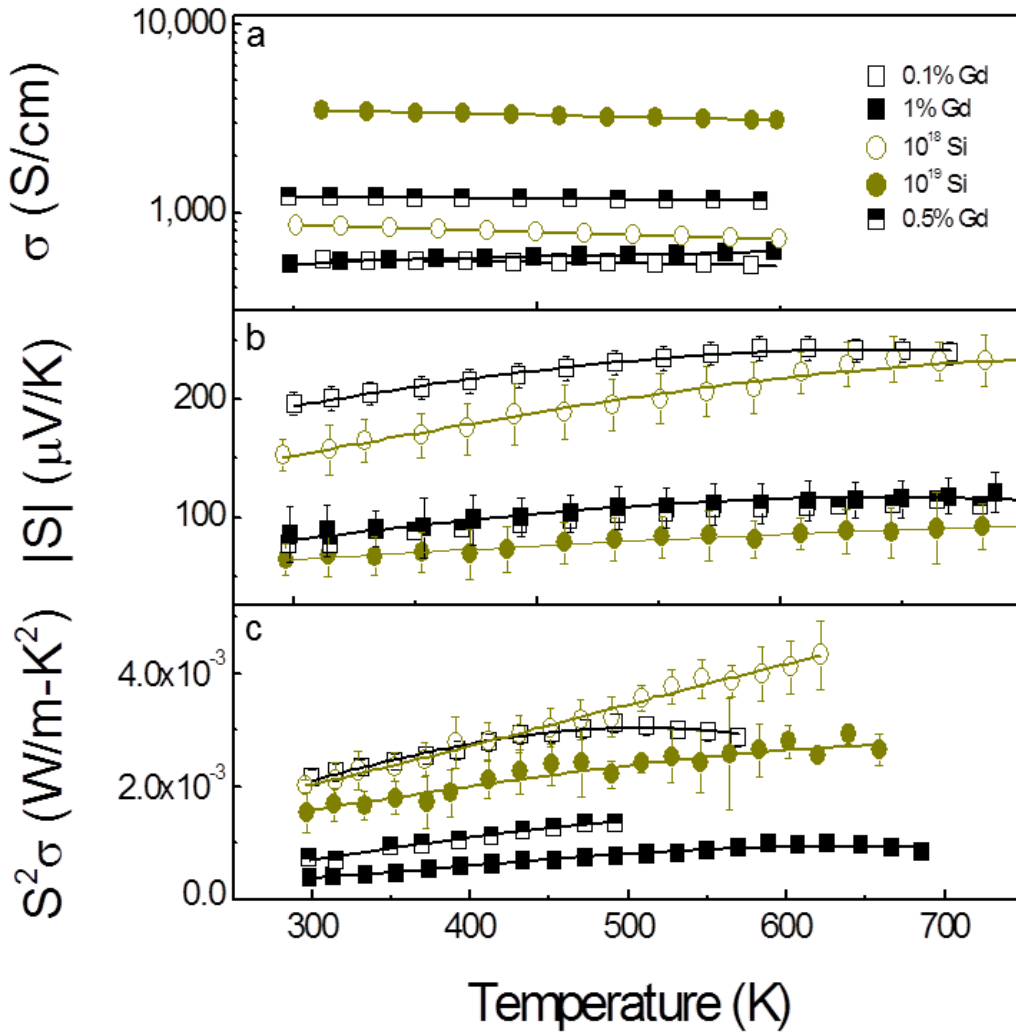 a
10,000
1,000
σ (S/cm)
0.1% Gd
1% Gd
10¹⁸ Si
10¹⁹ Si
0.5% Gd
b
200
100
|S| (μV/K)
c
4.0x10⁻³
2.0x10⁻³
0.0
S²σ (W/m-K²)
300 400 500 600 700
Temperature (K)